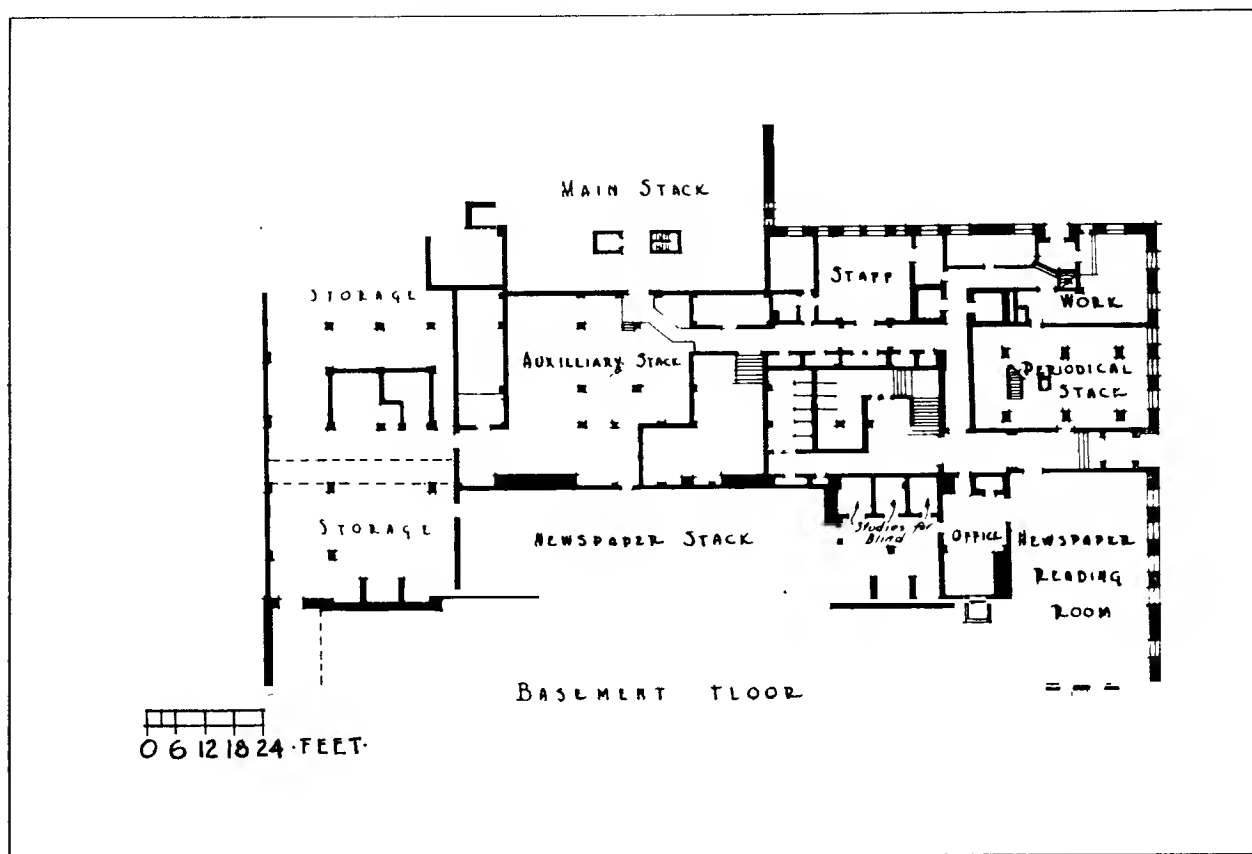 MAIN STACK
STORAGE
STAFF
WORK
AUXILLIARY STACK
PERIODICAL
STACK
STORAGE
NEWSPAPER STACK
Studies for
Blind
OFFICE
NEWSPAPER
READING
ROOM
BASEMENT FLOOR
0 6 12 18 24 ·FEET·